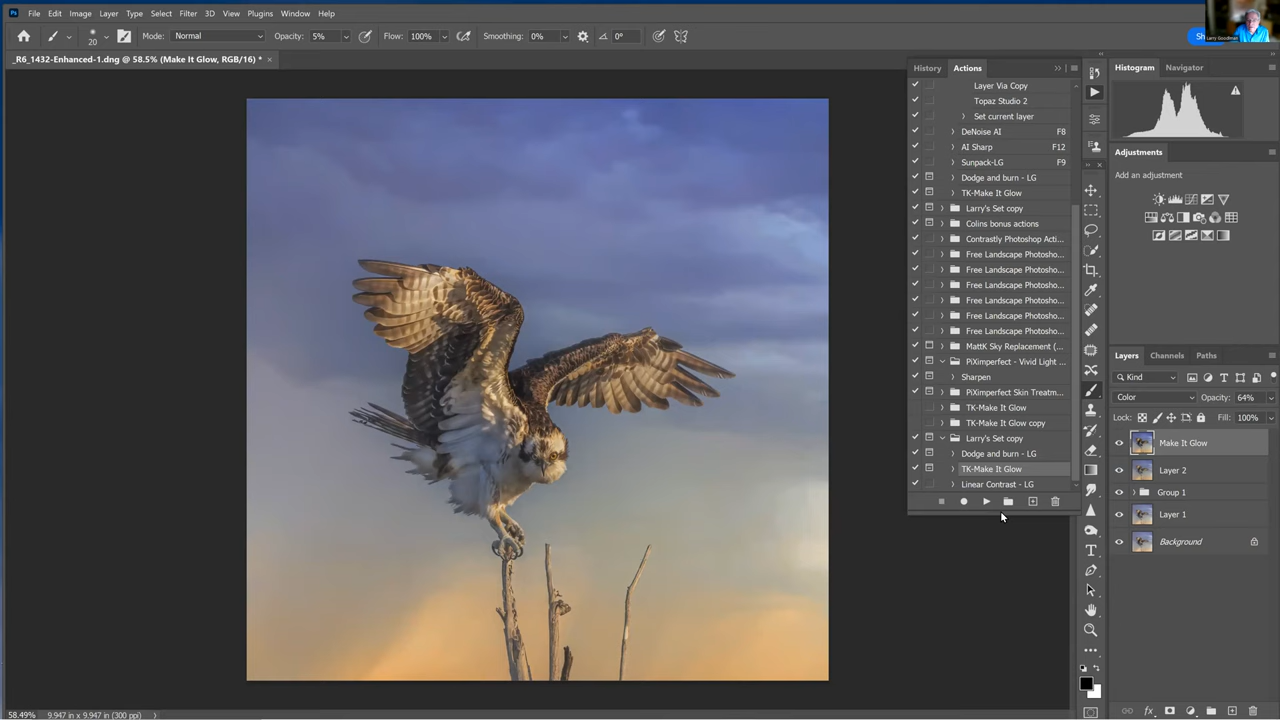 Ps File Edit Image Layer Type Select Filter 3D View Plugins Window Help
20 Mode: Normal Opacity: 5% Flow: 100% Smoothing: 0% 0° Sh
Larry Goodman
_R6_1432-Enhanced-1.dng @ 58.5% (Make It Glow, RGB/16) * ×
History Actions
Layer Via Copy
Topaz Studio 2
Set current layer
DeNoise AI F8
AI Sharp F12
Sunpack-LG F9
Dodge and burn - LG
TK-Make It Glow
Larry's Set copy
Colins bonus actions
Contrastly Photoshop Acti...
Free Landscape Photosho...
Free Landscape Photosho...
Free Landscape Photosho...
Free Landscape Photosho...
Free Landscape Photosho...
Free Landscape Photosho...
MattK Sky Replacement (...
PiXimperfect - Vivid Light ...
Sharpen
PiXimperfect Skin Treatm...
TK-Make It Glow
TK-Make It Glow copy
Larry's Set copy
Dodge and burn - LG
TK-Make It Glow
Linear Contrast - LG
Histogram Navigator
Adjustments
Add an adjustment
Layers Channels Paths
Kind
Color Opacity: 64%
Lock: Fill: 100%
Make It Glow
Layer 2
Group 1
Layer 1
Background
58.49% 9.947 in x 9.947 in (300 ppi)